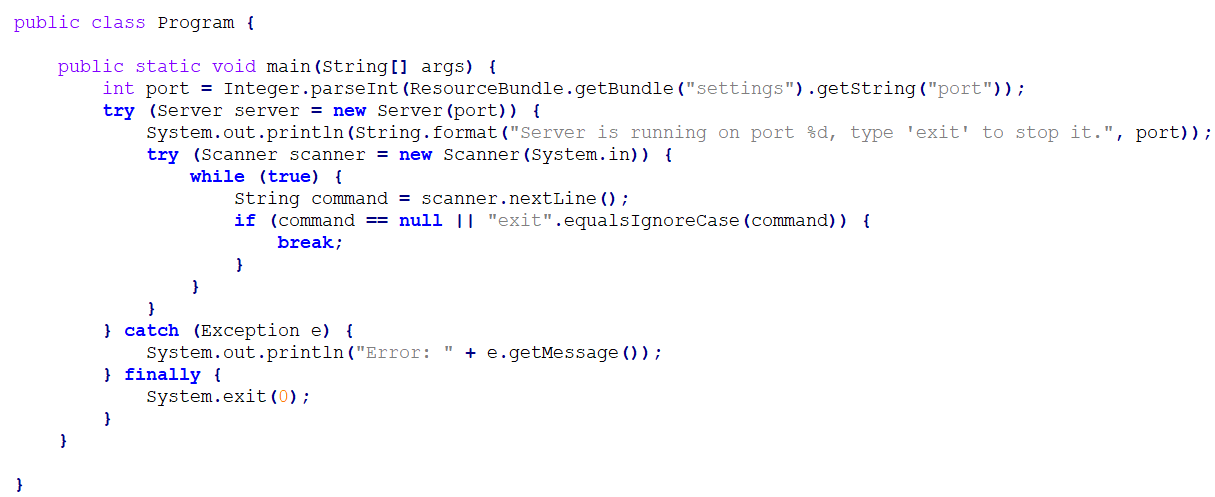 public class Program {
public static void main(String[] args) {
int port = Integer.parseInt(ResourceBundle.getBundle("settings").getString("port"));
try (Server server = new Server(port)) {
System.out.println(String.format("Server is running on port %d, type 'exit' to stop it.", port));
try (Scanner scanner = new Scanner(System.in)) {
while (true) {
String command = scanner.nextLine();
if (command == null || "exit".equalsIgnoreCase(command)) {
break;
}
}
}
} catch (Exception e) {
System.out.println("Error: " + e.getMessage());
} finally {
System.exit(0);
}
}
}